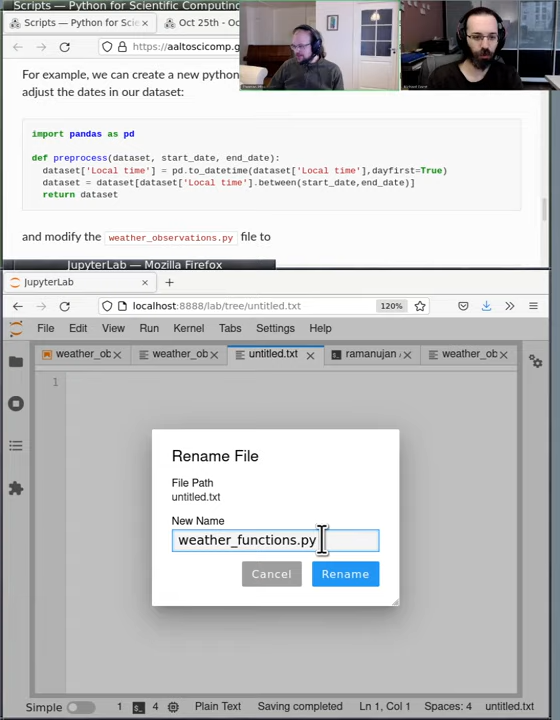 Scripts — Python for Scientific Computing
Scripts — Python for Scie
Oct 25th - Oc
https://aaltoscicomp.g
For example, we can create a new python
adjust the dates in our dataset:
import pandas as pd
def preprocess(dataset, start_date, end_date):
dataset['Local time'] = pd.to_datetime(dataset['Local time'],dayfirst=True)
dataset = dataset[dataset['Local time'].between(start_date,end_date)]
return dataset
and modify the weather_observations.py file to
JupyterLab — Mozilla Firefox
JupyterLab
localhost:8888/lab/tree/untitled.txt
120%
File Edit View Run Kernel Tabs Settings Help
weather_ob
weather_ob
untitled.txt
ramanujan
weather_ob
1
Rename File
File Path
untitled.txt
New Name
weather_functions.py
Cancel
Rename
Simple 1 4 Plain Text Saving completed Ln 1, Col 1 Spaces: 4 untitled.txt